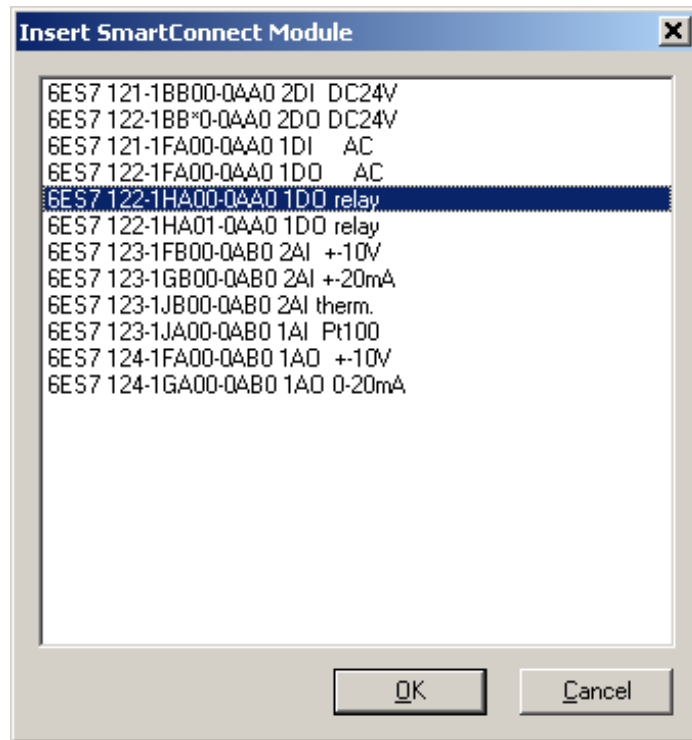 Insert SmartConnect Module
6ES7 121-1BB00-0AA0 2DI  DC24V
6ES7 122-1BB*0-0AA0 2DO DC24V
6ES7 121-1FA00-0AA0 1DI    AC
6ES7 122-1FA00-0AA0 1DO     AC
6ES7 122-1HA00-0AA0 1DO relay
6ES7 122-1HA01-0AA0 1DO relay
6ES7 123-1FB00-0AB0 2AI  +-10V
6ES7 123-1GB00-0AB0 2AI +-20mA
6ES7 123-1JB00-0AB0 2AI therm.
6ES7 123-1JA00-0AB0 1AI  Pt100
6ES7 124-1FA00-0AB0 1AO  +-10V
6ES7 124-1GA00-0AB0 1AO 0-20mA
OK Cancel